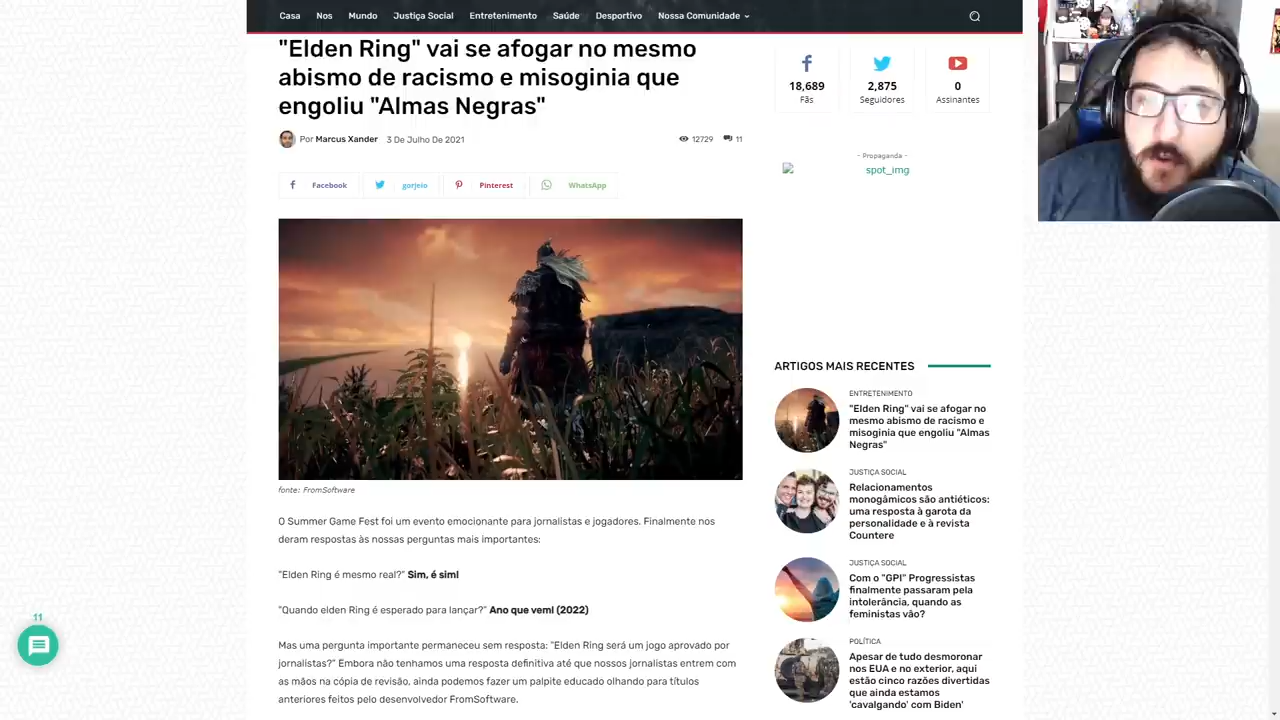 Casa Nos Mundo Justiça Social Entretenimento Saúde Desportivo Nossa Comunidade
"Elden Ring" vai se afogar no mesmo
abismo de racismo e misoginia que
engoliu "Almas Negras"
Por Marcus Xander 3 De Julho De 2021 12729 11
Facebook gorjeio Pinterest WhatsApp
fonte: FromSoftware
O Summer Game Fest foi um evento emocionante para jornalistas e jogadores. Finalmente nos
deram respostas às nossas perguntas mais importantes:
"Elden Ring é mesmo real?" Sim, é sim!
"Quando elden Ring é esperado para lançar?" Ano que vem! (2022)
Mas uma pergunta importante permaneceu sem resposta: "Elden Ring será um jogo aprovado por
jornalistas?" Embora não tenhamos uma resposta definitiva até que nossos jornalistas entrem com
as mãos na cópia de revisão, ainda podemos fazer um palpite educado olhando para títulos
anteriores feitos pelo desenvolvedor FromSoftware.
11
18,689 2,875 0
Fãs Seguidores Assinantes
- Propaganda -
spot_img
ARTIGOS MAIS RECENTES
ENTRETENIMENTO
"Elden Ring" vai se afogar no
mesmo abismo de racismo e
misoginia que engoliu "Almas
Negras"
JUSTIÇA SOCIAL
Relacionamentos
monogâmicos são antiéticos:
uma resposta à garota da
personalidade e à revista
Countere
JUSTIÇA SOCIAL
Com o "GPI" Progressistas
finalmente passaram pela
intolerância, quando as
feministas vão?
POLÍTICA
Apesar de tudo desmoronar
nos EUA e no exterior, aqui
estão cinco razões divertidas
que ainda estamos
'cavalgando' com Biden'